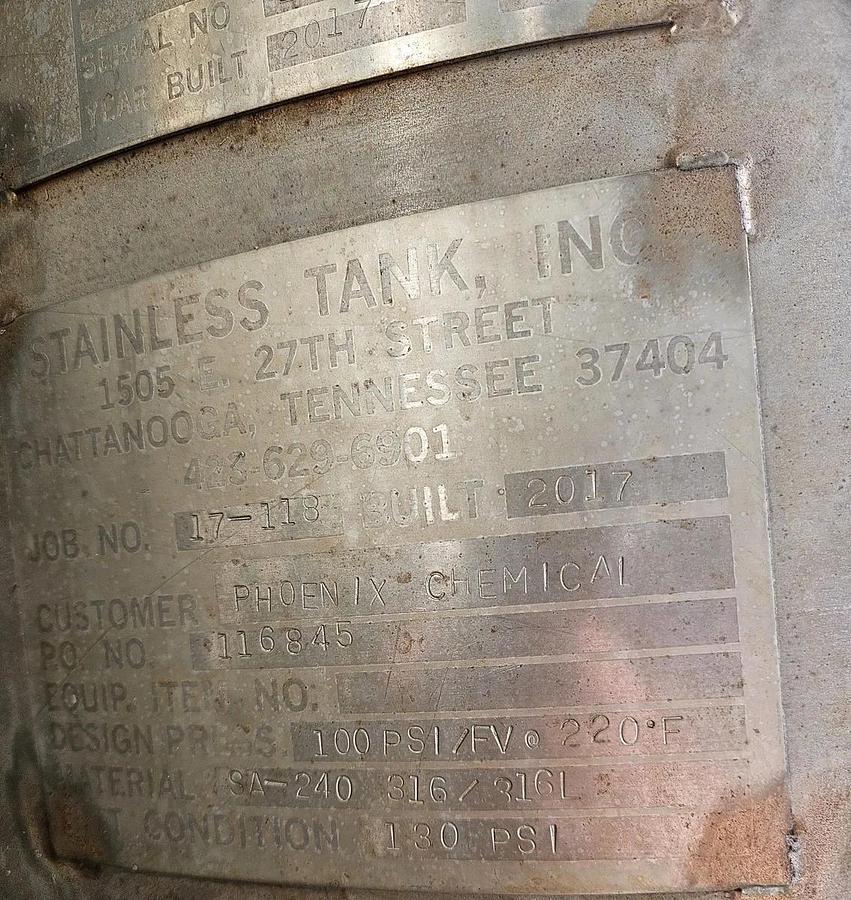 SERIAL NO
YEAR BUILT 2017
STAINLESS TANK, INC
1505 E. 27TH STREET
CHATTANOOGA, TENNESSEE 37404
423-629-6901
JOB NO. 17-118 BUILT 2017
CUSTOMER PHOENIX CHEMICAL
P.O. NO. 116845
EQUIP. ITEM NO.
DESIGN PRESS 100 PSI/FV @ 220°F
MATERIAL SA-240 316/316L
CONDITION 130 PSI